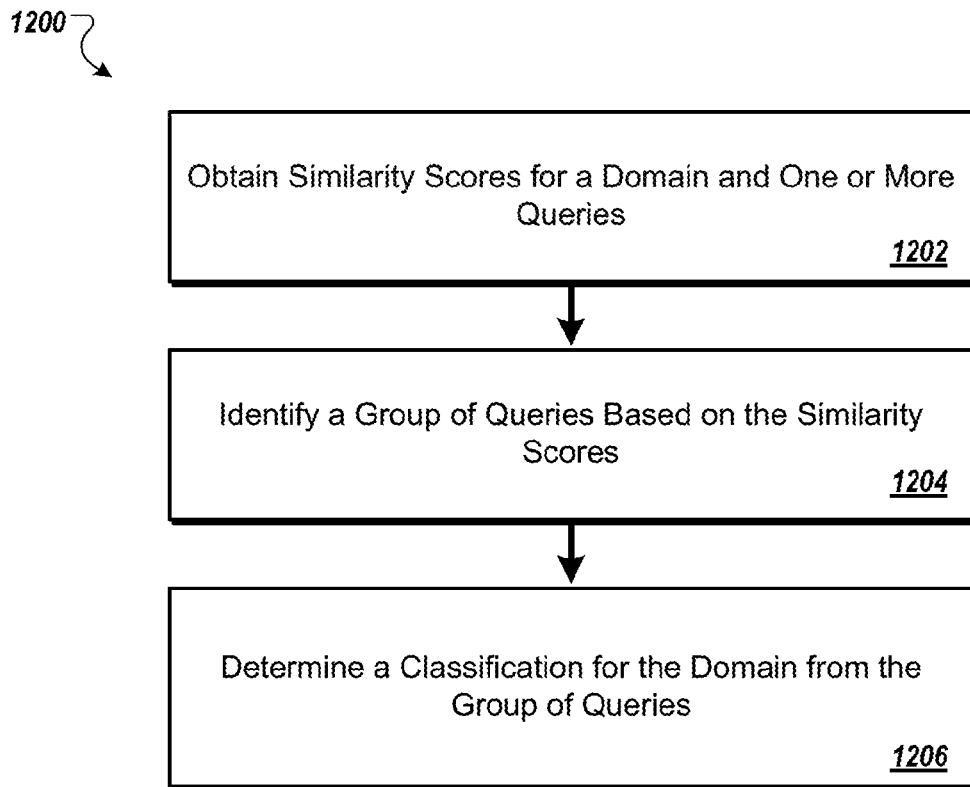 1200
Obtain Similarity Scores for a Domain and One or More
Queries
1202
Identify a Group of Queries Based on the Similarity
Scores
1204
Determine a Classification for the Domain from the
Group of Queries
1206